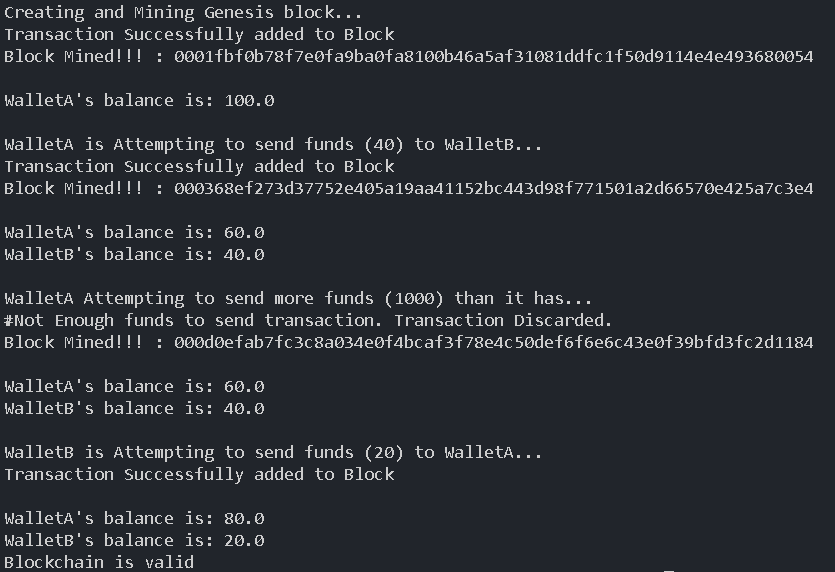 Creating and Mining Genesis block...
Transaction Successfully added to Block
Block Mined!!! : 0001fbf0b78f7e0fa9ba0fa8100b46a5af31081ddfc1f50d9114e4e493680054
WalletA's balance is: 100.0
WalletA is Attempting to send funds (40) to WalletB...
Transaction Successfully added to Block
Block Mined!!! : 000368ef273d37752e405a19aa41152bc443d98f771501a2d66570e425a7c3e4
WalletA's balance is: 60.0
WalletB's balance is: 40.0
WalletA Attempting to send more funds (1000) than it has...
#Not Enough funds to send transaction. Transaction Discarded.
Block Mined!!! : 000d0efab7fc3c8a034e0f4bcaf3f78e4c50def6f6e6c43e0f39bfd3fc2d1184
WalletA's balance is: 60.0
WalletB's balance is: 40.0
WalletB is Attempting to send funds (20) to WalletA...
Transaction Successfully added to Block
WalletA's balance is: 80.0
WalletB's balance is: 20.0
Blockchain is valid